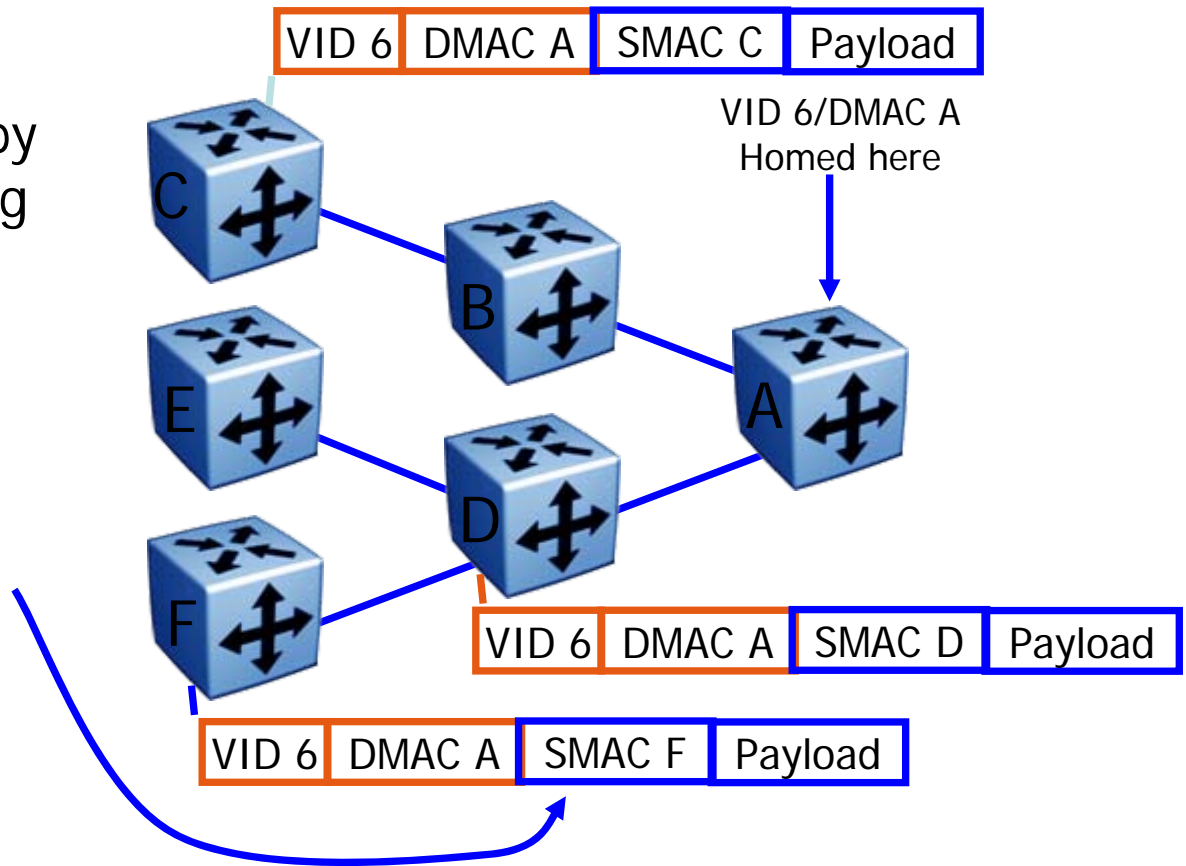 VID 6 DMAC A SMAC C Payload
VID 6/DMAC A
Homed here
by
C
B
E
A
D
F
VID 6 DMAC A SMAC D Payload
VID 6 DMAC A SMAC F Payload